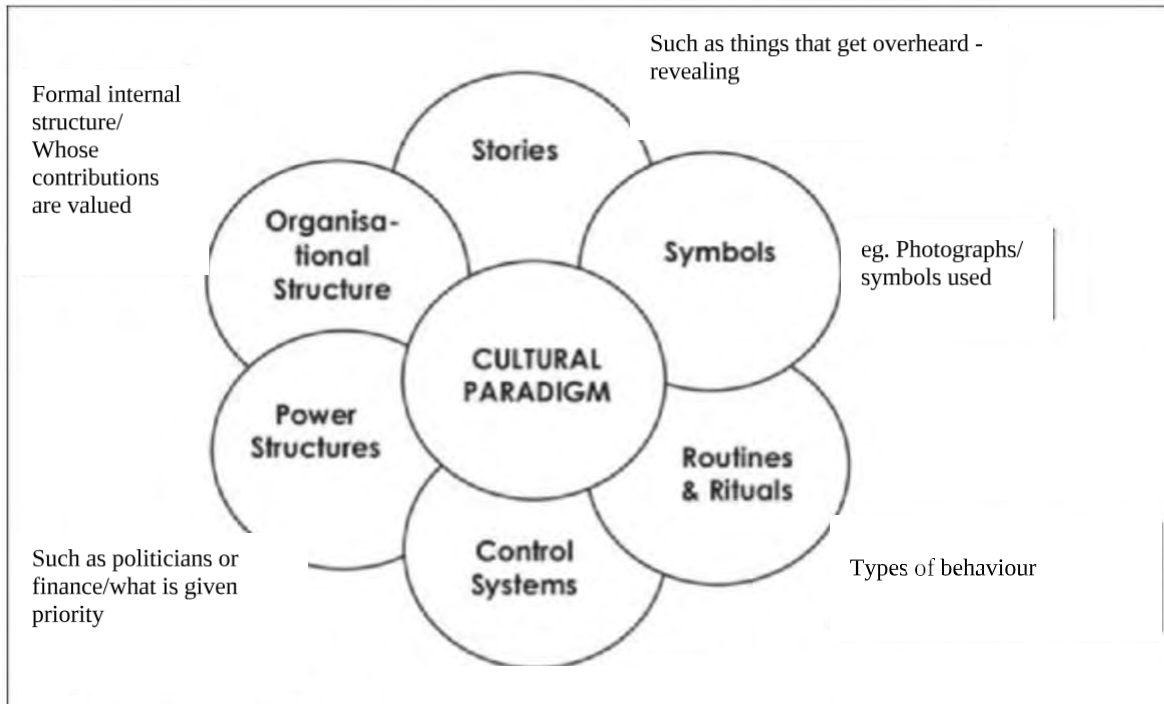 Such as things that get overheard -
revealing
Formal internal
structure/
Whose
contributions
are valued
Stories
Organisa-
tional
Structure
Symbols
eg. Photographs/
symbols used
CULTURAL
PARADIGM
Power
Structures
Routines
& Rituals
Control
Systems
Such as politicians or
finance/what is given
priority
Types of behaviour